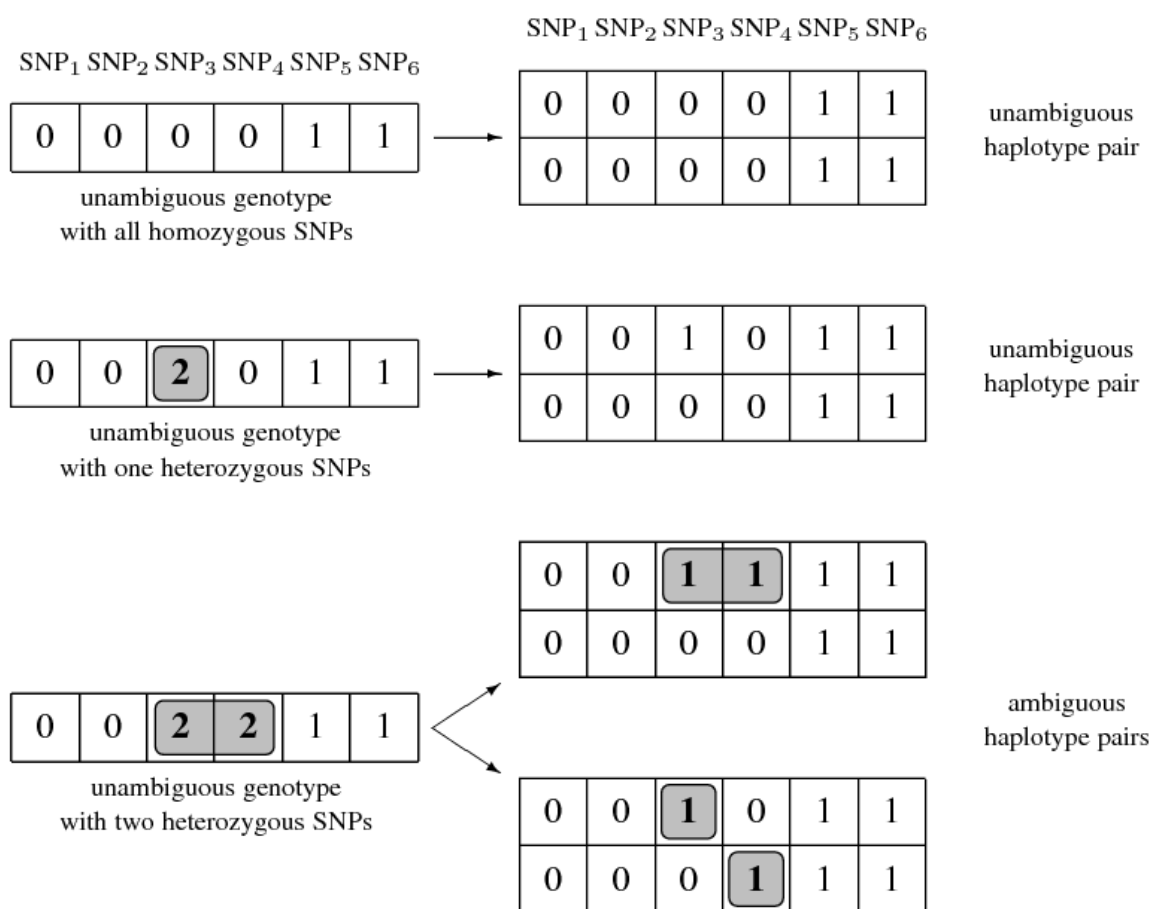 SNP₁ SNP₂ SNP₃ SNP₄ SNP₅ SNP₆
0 0 0 0 1 1
unambiguous genotype
with all homozygous SNPs
SNP₁ SNP₂ SNP₃ SNP₄ SNP₅ SNP₆
0 0 0 0 1 1
0 0 0 0 1 1
unambiguous
haplotype pair
0 0 2 0 1 1
unambiguous genotype
with one heterozygous SNPs
0 0 1 0 1 1
0 0 0 0 1 1
unambiguous
haplotype pair
0 0 2 2 1 1
unambiguous genotype
with two heterozygous SNPs
0 0 1 1 1 1
0 0 0 0 1 1
0 0 1 0 1 1
0 0 0 1 1 1
ambiguous
haplotype pairs